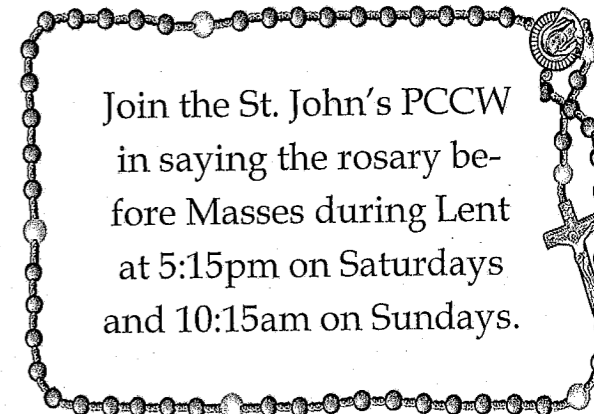 Join the St. John's PCCW
in saying the rosary be-
fore Masses during Lent
at 5:15pm on Saturdays
and 10:15am on Sundays.